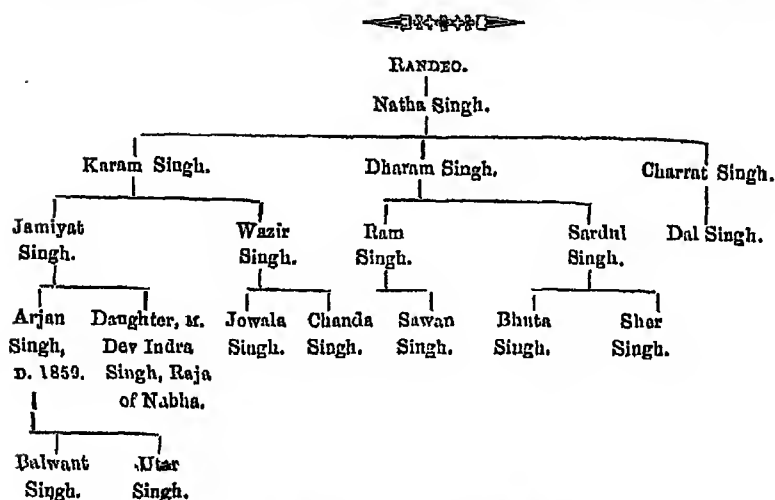 RANDEO.
Natha Singh.
Karam Singh. Dharam Singh. Charrat Singh.
Jamiyat Wazir Ram Sardul Dal Singh.
Singh. Singh. Singh. Singh.
Arjan Daughter, M. Jowala Chanda Sawan Bhuta Sher
Singh, Dev Indra Singh. Singh. Singh. Singh. Singh.
D. 1859. Singh, Raja
of Nabha.
Balwant Utar
Singh. Singh.